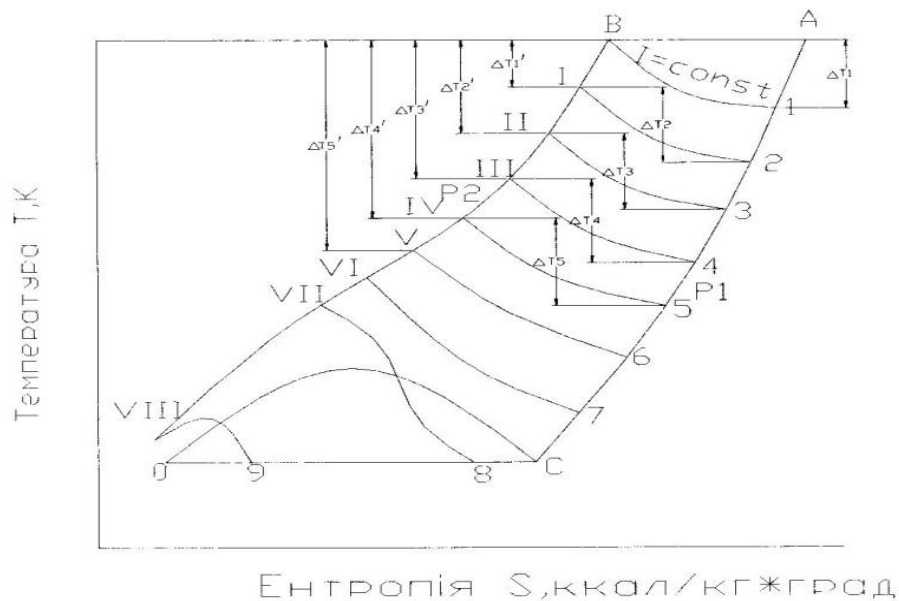 B
A
I=const
ΔT1
1
ΔT1'
I
ΔT2
2
ΔT2'
II
ΔT3
3
ΔT3'
III
ΔT4
4
ΔT4'
IV
P2
ΔT5
5
P1
ΔT5'
V
6
VI
VII
7
VIII
0
9
8
C
Температура T,К
Ентропія S,ккал/кг*град